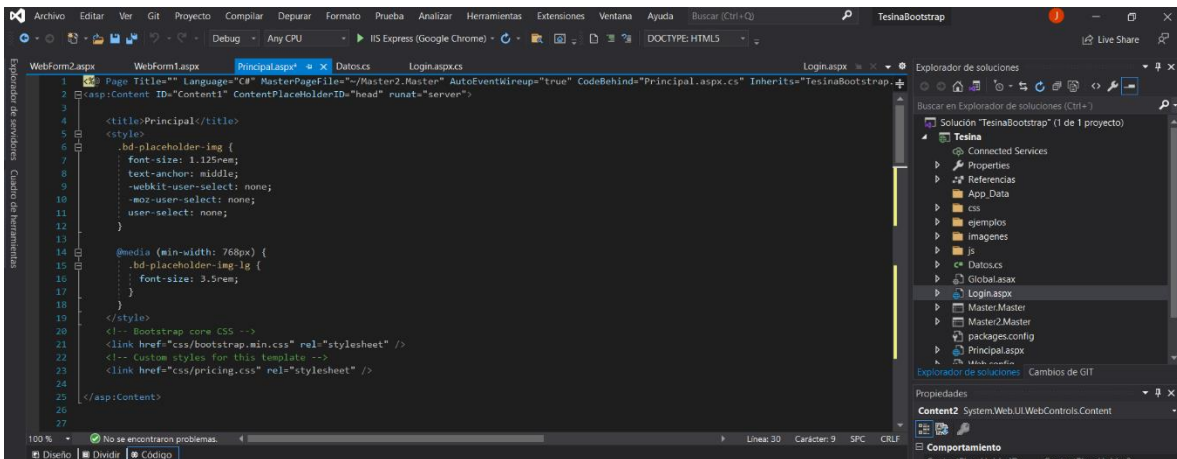 Archivo Editar Ver Git Proyecto Compilar Depurar Formato Prueba Analizar Herramientas Extensiones Ventana Ayuda Buscar (Ctrl+Q) TesinaBootstrap J
Debug Any CPU IIS Express (Google Chrome) DOCTYPE: HTML5 Live Share
Explorador de servidores
Cuadro de herramientas
WebForm2.aspx WebForm1.aspx Principal.aspx* Datos.cs Login.aspx.cs Login.aspx
1 <%@ Page Title="" Language="C#" MasterPageFile="~/Master2.Master" AutoEventWireup="true" CodeBehind="Principal.aspx.cs" Inherits="TesinaBootstrap.
2 <asp:Content ID="Content1" ContentPlaceHolderID="head" runat="server">
3
4 <title>Principal</title>
5 <style>
6 .bd-placeholder-img {
7 font-size: 1.125rem;
8 text-anchor: middle;
9 -webkit-user-select: none;
10 -moz-user-select: none;
11 user-select: none;
12 }
13
14 @media (min-width: 768px) {
15 .bd-placeholder-img-lg {
16 font-size: 3.5rem;
17 }
18 }
19 </style>
20 <!-- Bootstrap core CSS -->
21 <link href="css/bootstrap.min.css" rel="stylesheet" />
22 <!-- Custom styles for this template -->
23 <link href="css/pricing.css" rel="stylesheet" />
24
25 </asp:Content>
26
27
100 % No se encontraron problemas. Línea: 30 Carácter: 9 SPC CRLF
Diseño Dividir Código
Explorador de soluciones
Buscar en Explorador de soluciones (Ctrl+´)
Solución "TesinaBootstrap" (1 de 1 proyecto)
Tesina
Connected Services
Properties
Referencias
App_Data
css
ejemplos
imagenes
js
C# Datos.cs
Global.asax
Login.aspx
Master.Master
Master2.Master
packages.config
Principal.aspx
Web.config
Explorador de soluciones Cambios de GIT
Propiedades
Content2 System.Web.UI.WebControls.Content
Comportamiento